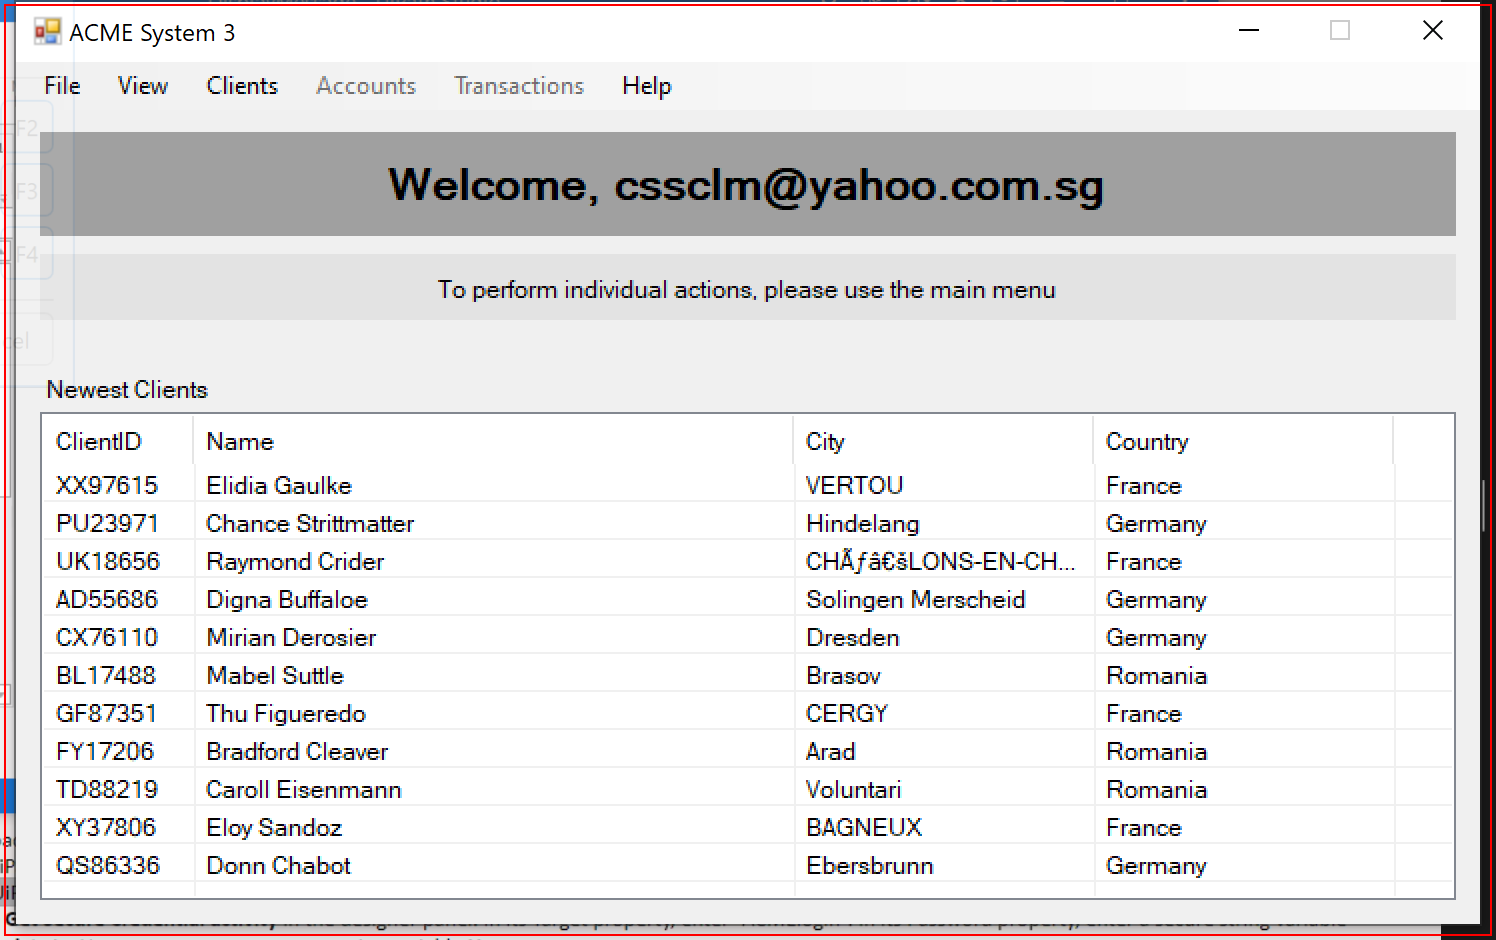 ACME System 3
File View Clients Accounts Transactions Help
F2
F3
F4
Welcome, cssclm@yahoo.com.sg
To perform individual actions, please use the main menu
Newest Clients
ClientID Name City Country
XX97615 Elidia Gaulke VERTOU France
PU23971 Chance Strittmatter Hindelang Germany
UK18656 Raymond Crider CHÃƒâ€šLONS-EN-CH... France
AD55686 Digna Buffaloe Solingen Merscheid Germany
CX76110 Mirian Derosier Dresden Germany
BL17488 Mabel Suttle Brasov Romania
GF87351 Thu Figueredo CERGY France
FY17206 Bradford Cleaver Arad Romania
TD88219 Caroll Eisenmann Voluntari Romania
XY37806 Eloy Sandoz BAGNEUX France
QS86336 Donn Chabot Ebersbrunn Germany